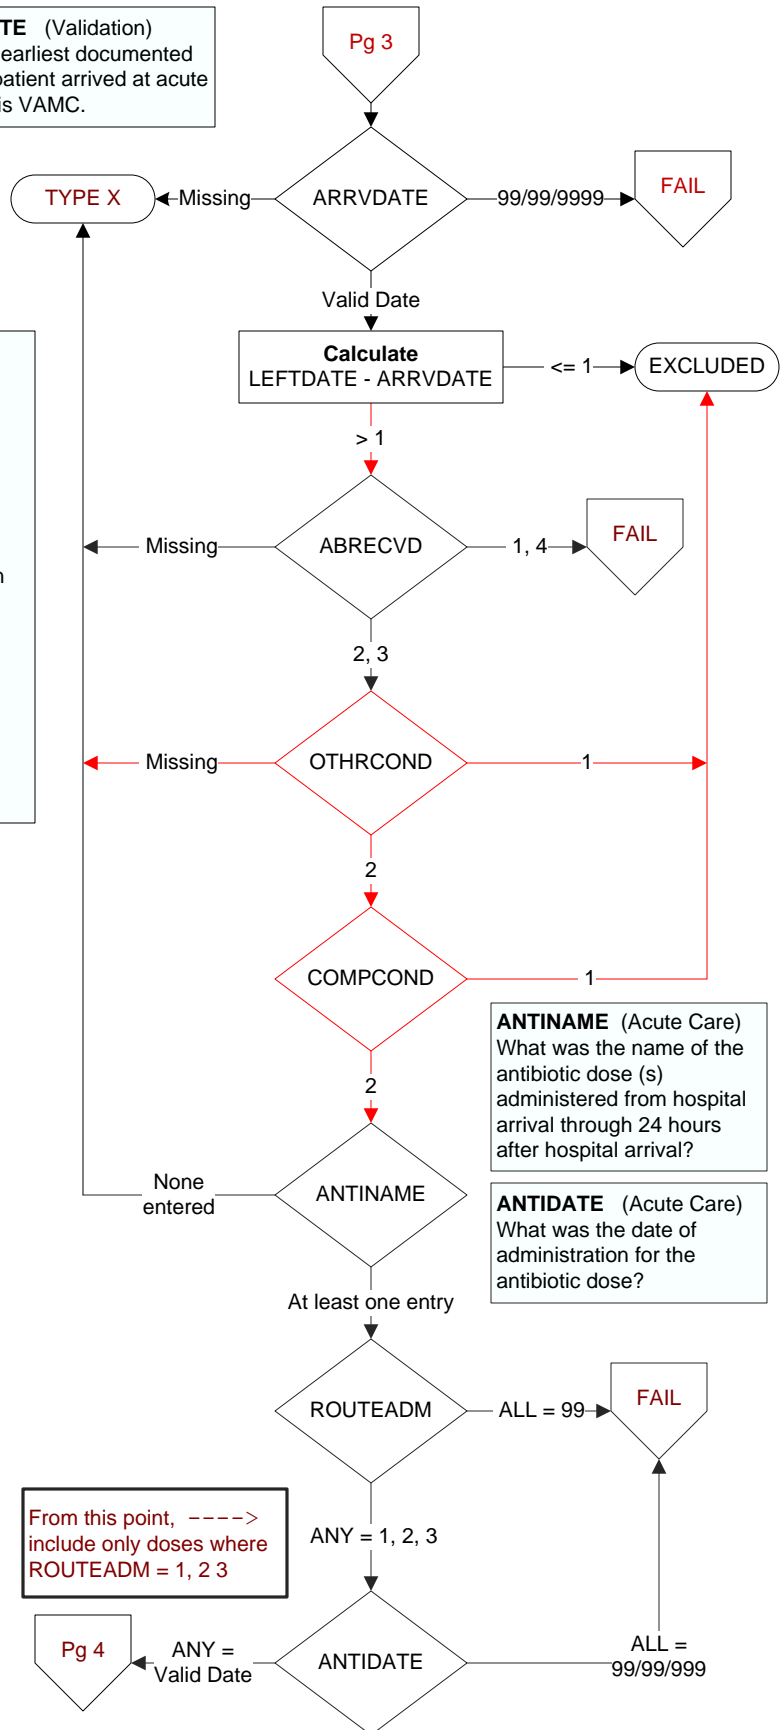 TE (Validation)
earliest documented
patient arrived at acute
is VAMC.
Pg 3
TYPE X
Missing
ARRVDATE
99/99/9999
FAIL
Valid Date
Calculate
LEFTDATE - ARRVDATE
<= 1
EXCLUDED
> 1
Missing
ABRECVD
1, 4
FAIL
n
2, 3
Missing
OTHRCOND
1
2
COMPCOND
1
ANTINAME (Acute Care)
What was the name of the
antibiotic dose (s)
administered from hospital
arrival through 24 hours
after hospital arrival?
2
None
entered
ANTINAME
ANTIDATE (Acute Care)
What was the date of
administration for the
antibiotic dose?
At least one entry
ROUTEADM
ALL = 99
FAIL
From this point, ---->
include only doses where
ROUTEADM = 1, 2 3
ANY = 1, 2, 3
Pg 4
ANY =
Valid Date
ANTIDATE
ALL =
99/99/999